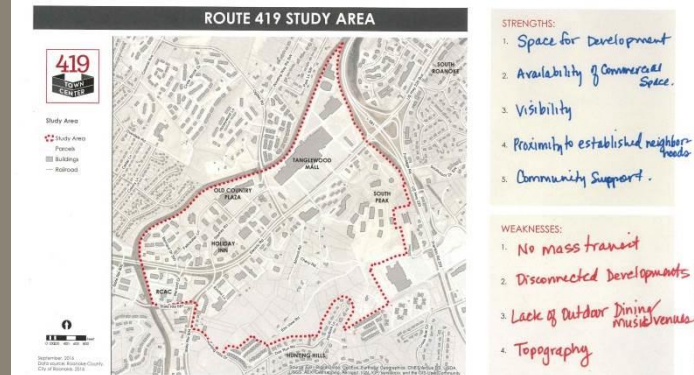 ROUTE 419 STUDY AREA
419
TOWN
CENTER
Study Area
Study Area
Parcels
Buildings
Railroad
SOUTH
ROANOKE
TANGLEWOOD
MALL
OLD COUNTRY
PLAZA
SOUTH
PEAK
HOLIDAY
INN
RCAC
HUNTING HILLS
September, 2016
Data source: Roanoke County,
City of Roanoke, 2016
STRENGTHS:
1. Space for Development
2. Availability of Commercial
Space.
3. Visibility
4. Proximity to established neighbor-
hoods
5. Community Support.
WEAKNESSES:
1. No mass transit
2. Disconnected Developments
3. Lack of Outdoor Dining/
music venues
4. Topography